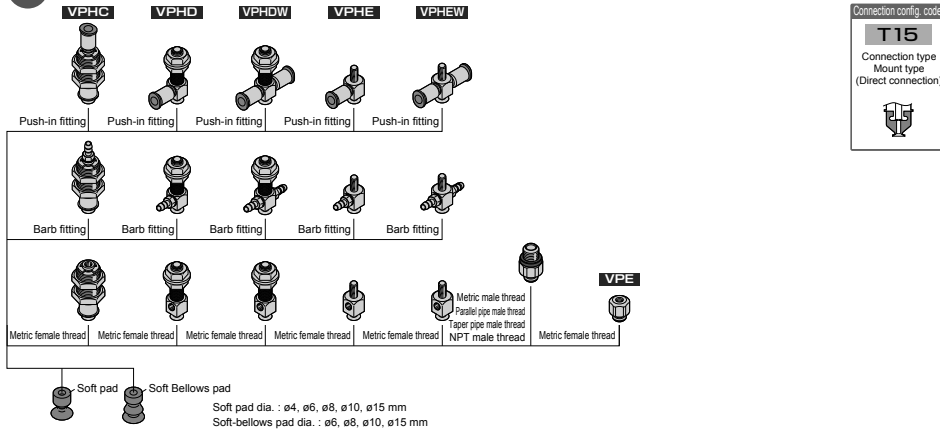 VPHC VPHD VPHDW VPHE VPHEW
Connection config. code
T15
Connection type
Mount type
(Direct connection)
Push-in fitting Push-in fitting Push-in fitting Push-in fitting Push-in fitting
Barb fitting Barb fitting Barb fitting Barb fitting Barb fitting
VPE
Metric male thread
Parallel pipe male thread
Taper pipe male thread
NPT male thread
Metric female thread Metric female thread Metric female thread Metric female thread Metric female thread Metric female thread
Soft pad Soft Bellows pad
Soft pad dia. : ø4, ø6, ø8, ø10, ø15 mm
Soft-bellows pad dia. : ø6, ø8, ø10, ø15 mm